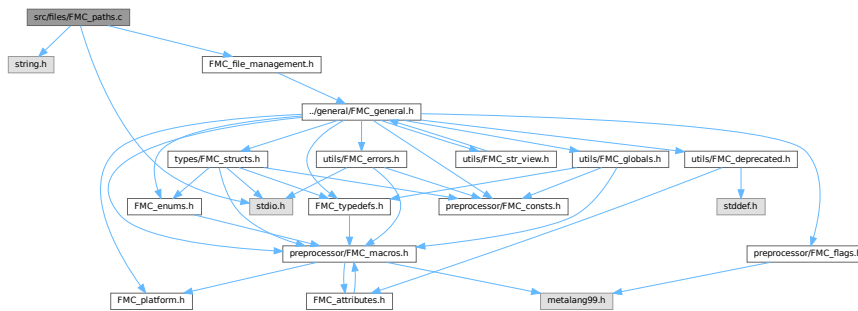 src/files/FMC_paths.c
string.h
FMC_file_management.h
../general/FMC_general.h
types/FMC_structs.h
utils/FMC_errors.h
utils/FMC_str_view.h
utils/FMC_globals.h
utils/FMC_deprecated.h
FMC_enums.h
stdio.h
FMC_typedefs.h
preprocessor/FMC_consts.h
stddef.h
preprocessor/FMC_macros.h
preprocessor/FMC_flags.h
FMC_platform.h
FMC_attributes.h
metalang99.h